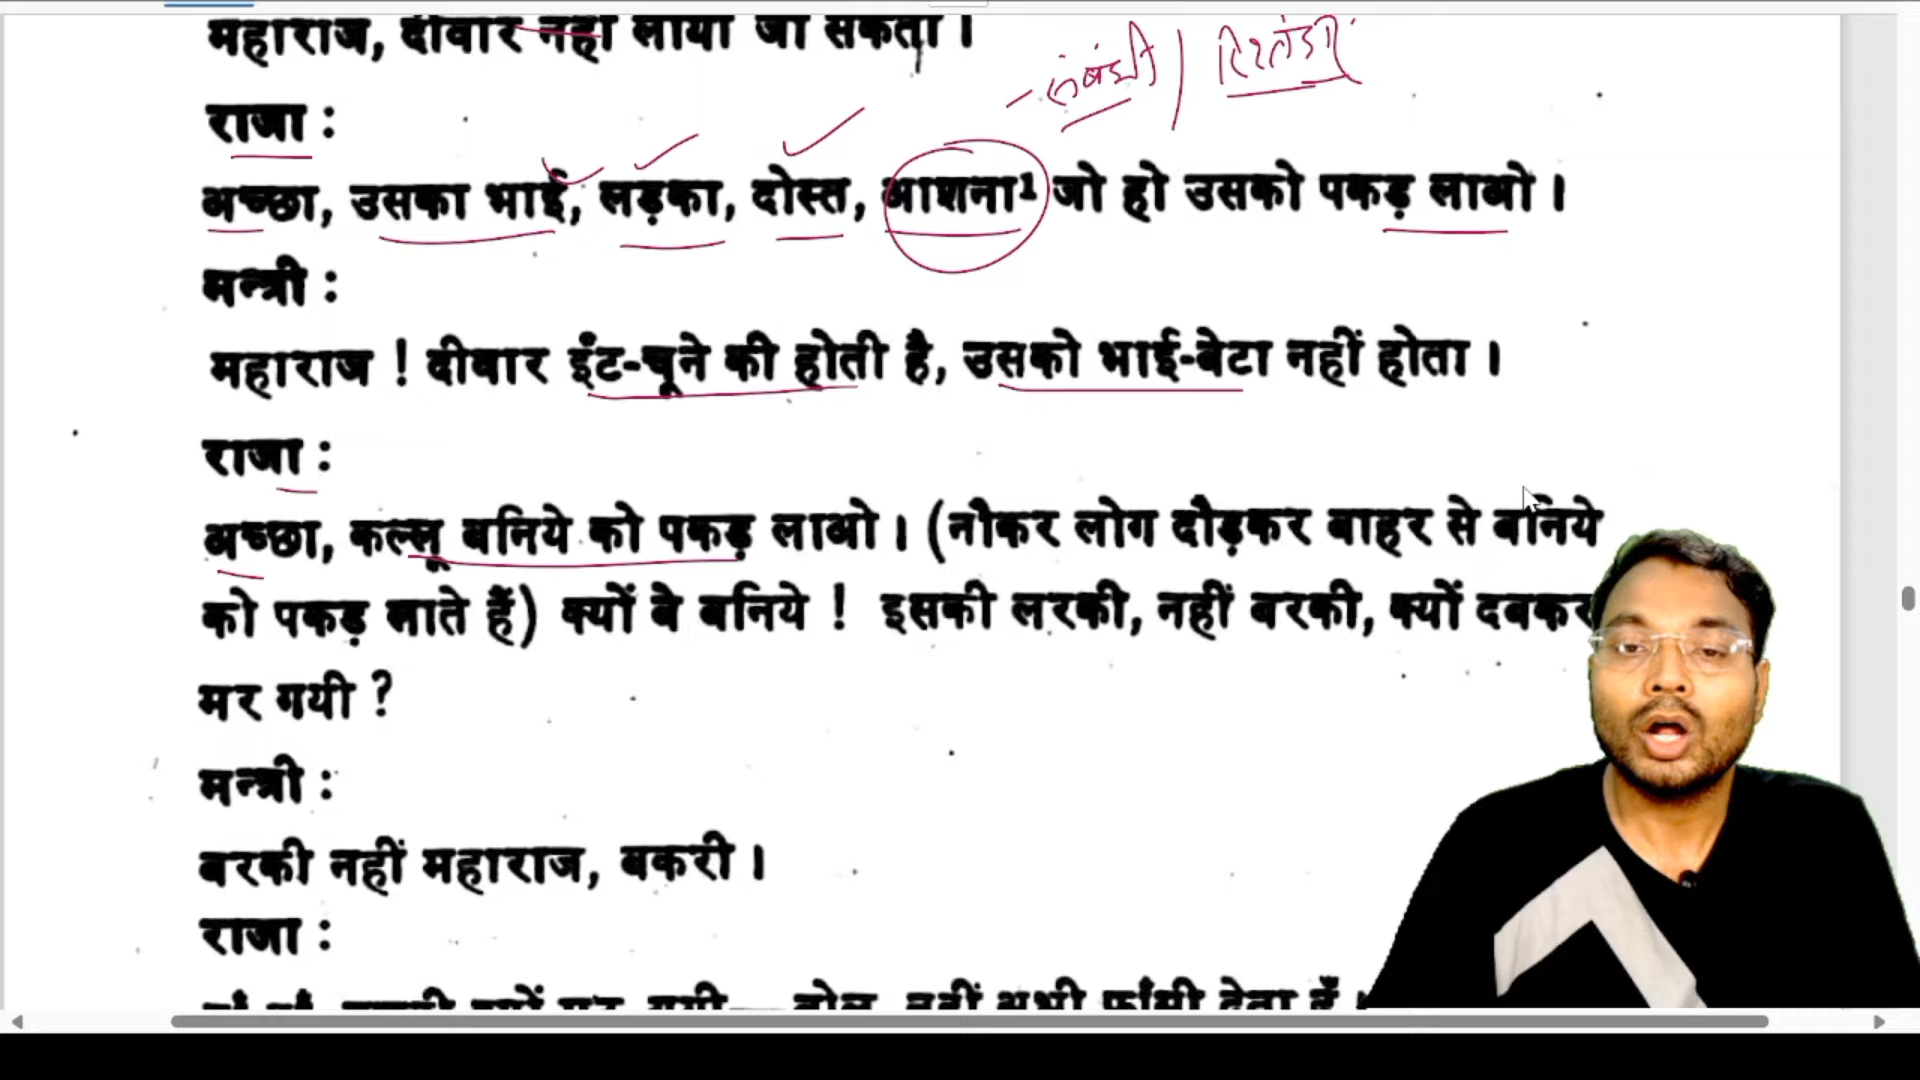 महाराज, दीवार नहीं लायी जा सकती ।
- संबंधी / रिश्तेदार
राजा :
अच्छा, उसका भाई, लड़का, दोस्त, आशना¹ जो हो उसको पकड़ लाओ ।
मन्त्री :
महाराज ! दीवार ईंट-चूने की होती है, उसको भाई-बेटा नहीं होता ।
राजा :
अच्छा, कल्लू बनिये को पकड़ लाओ । (नौकर लोग दौड़कर बाहर से बनिये
को पकड़ लाते हैं) क्यों बे बनिये ! इसकी लरकी, नहीं बरकी, क्यों दबकर
मर गयी ?
मन्त्री :
बरकी नहीं महाराज, बकरी ।
राजा :